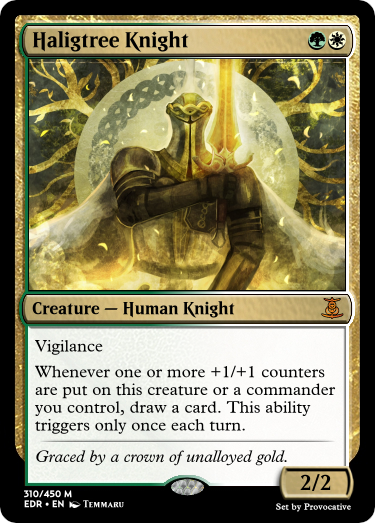 Haligtree Knight
Creature — Human Knight
Vigilance
Whenever one or more +1/+1 counters
are put on this creature or a commander
you control, draw a card. This ability
triggers only once each turn.
Graced by a crown of unalloyed gold.
2/2
310/450 M
EDR • EN Temmaru
Set by Provocative